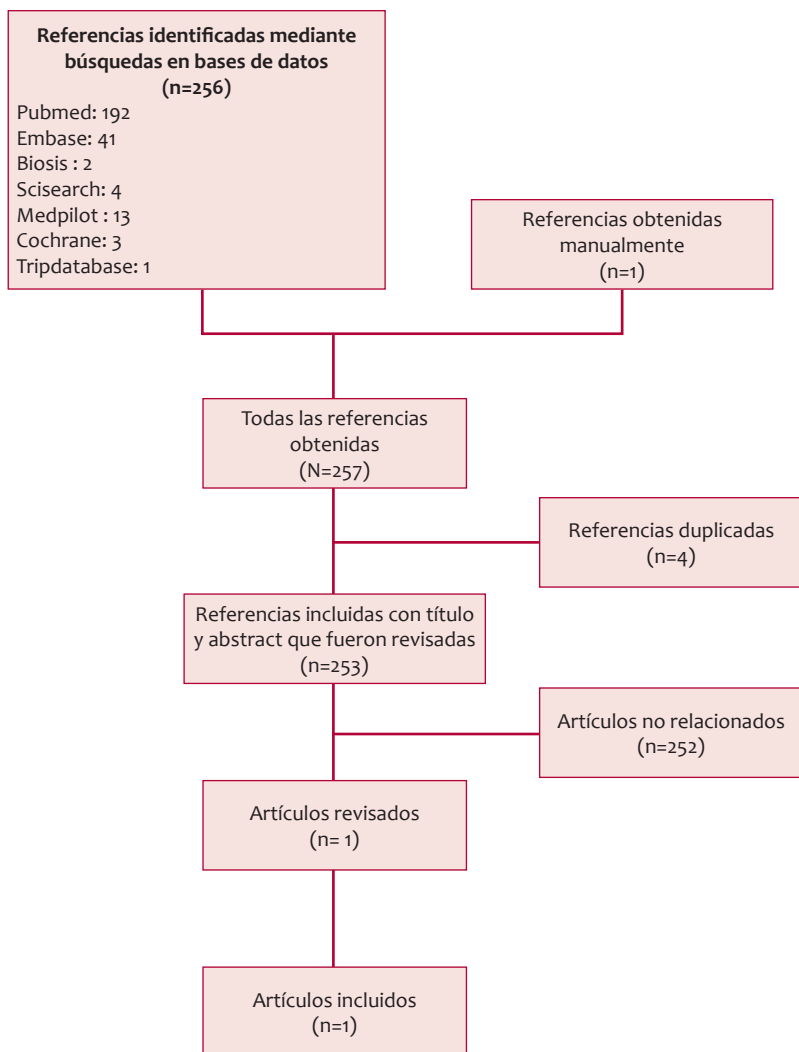 Referencias identificadas mediante
búsquedas en bases de datos
(n=256)
Pubmed: 192
Embase: 41
Biosis : 2
Scisearch: 4
Medpilot : 13
Cochrane: 3
Tripdatabase: 1
Referencias obtenidas
manualmente
(n=1)
Todas las referencias
obtenidas
(N=257)
Referencias duplicadas
(n=4)
Referencias incluidas con título
y abstract que fueron revisadas
(n=253)
Artículos no relacionados
(n=252)
Artículos revisados
(n= 1)
Artículos incluidos
(n=1)